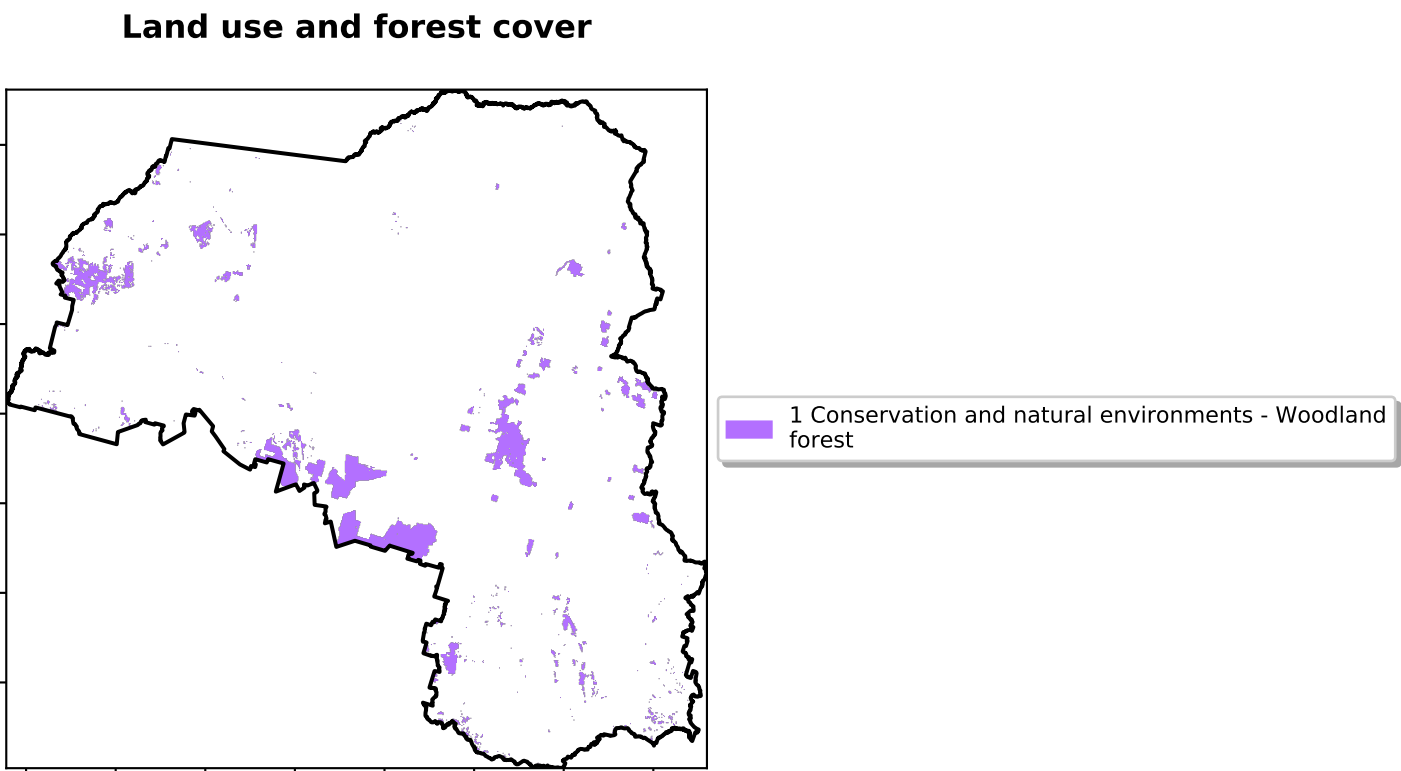 Land use and forest cover
1 Conservation and natural environments - Woodland
forest